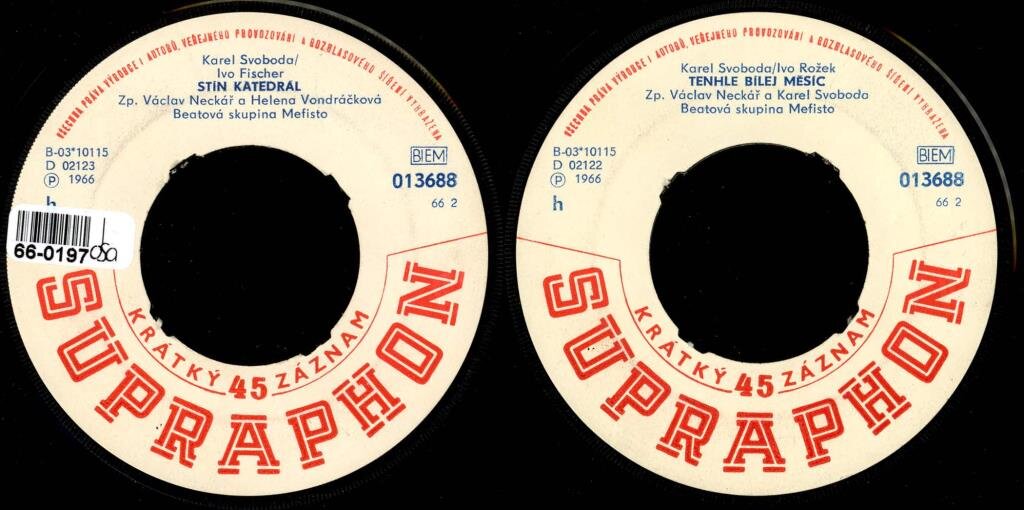 VŠECHNA PRÁVA VÝROBCE I AUTORŮ, VEŘEJNÉHO PROVOZOVÁNÍ A ROZHLASOVÉHO ŠÍŘENÍ VYHRAZENA
Karel Svoboda/
Ivo Fischer
STÍN KATEDRÁL
Zp. Václav Neckář a Helena Vondráčková
Beatová skupina Mefisto
B-03*10115
D 02123
Ⓟ 1966
h
BIEM
013688
66 2
66-0197
osa
KRÁTKÝ 45 ZÁZNAM
SUPRAPHON
VŠECHNA PRÁVA VÝROBCE I AUTORŮ, VEŘEJNÉHO PROVOZOVÁNÍ A ROZHLASOVÉHO ŠÍŘENÍ VYHRAZENA
Karel Svoboda/Ivo Rožek
TENHLE BÍLEJ MĚSÍC
Zp. Václav Neckář a Karel Svoboda
Beatová skupina Mefisto
B-03*10115
D 02122
Ⓟ 1966
h
BIEM
013688
66 2
KRÁTKÝ 45 ZÁZNAM
SUPRAPHON